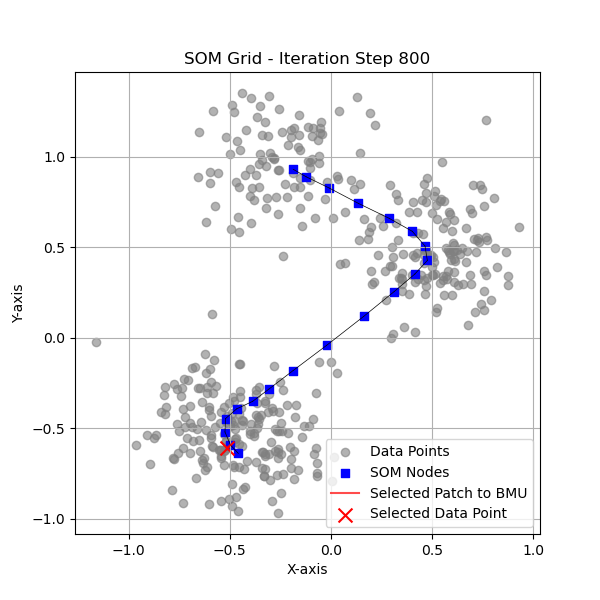 SOM Grid - Iteration Step 800
Y-axis
1.0
0.5
0.0
−0.5
−1.0
Data Points
SOM Nodes
Selected Patch to BMU
Selected Data Point
−1.0 −0.5 0.0 0.5 1.0
X-axis